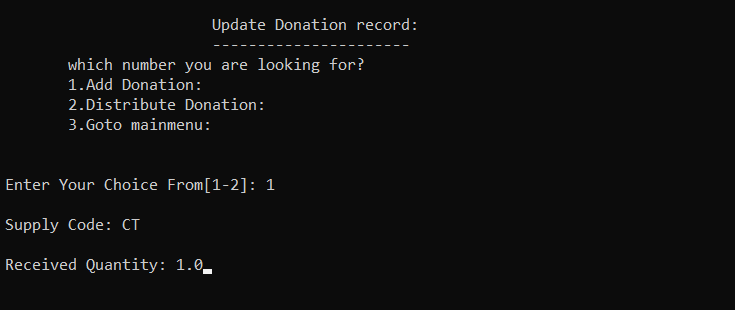 Update Donation record:
----------------------
which number you are looking for?
1.Add Donation:
2.Distribute Donation:
3.Goto mainmenu:
Enter Your Choice From[1-2]: 1
Supply Code: CT
Received Quantity: 1.0